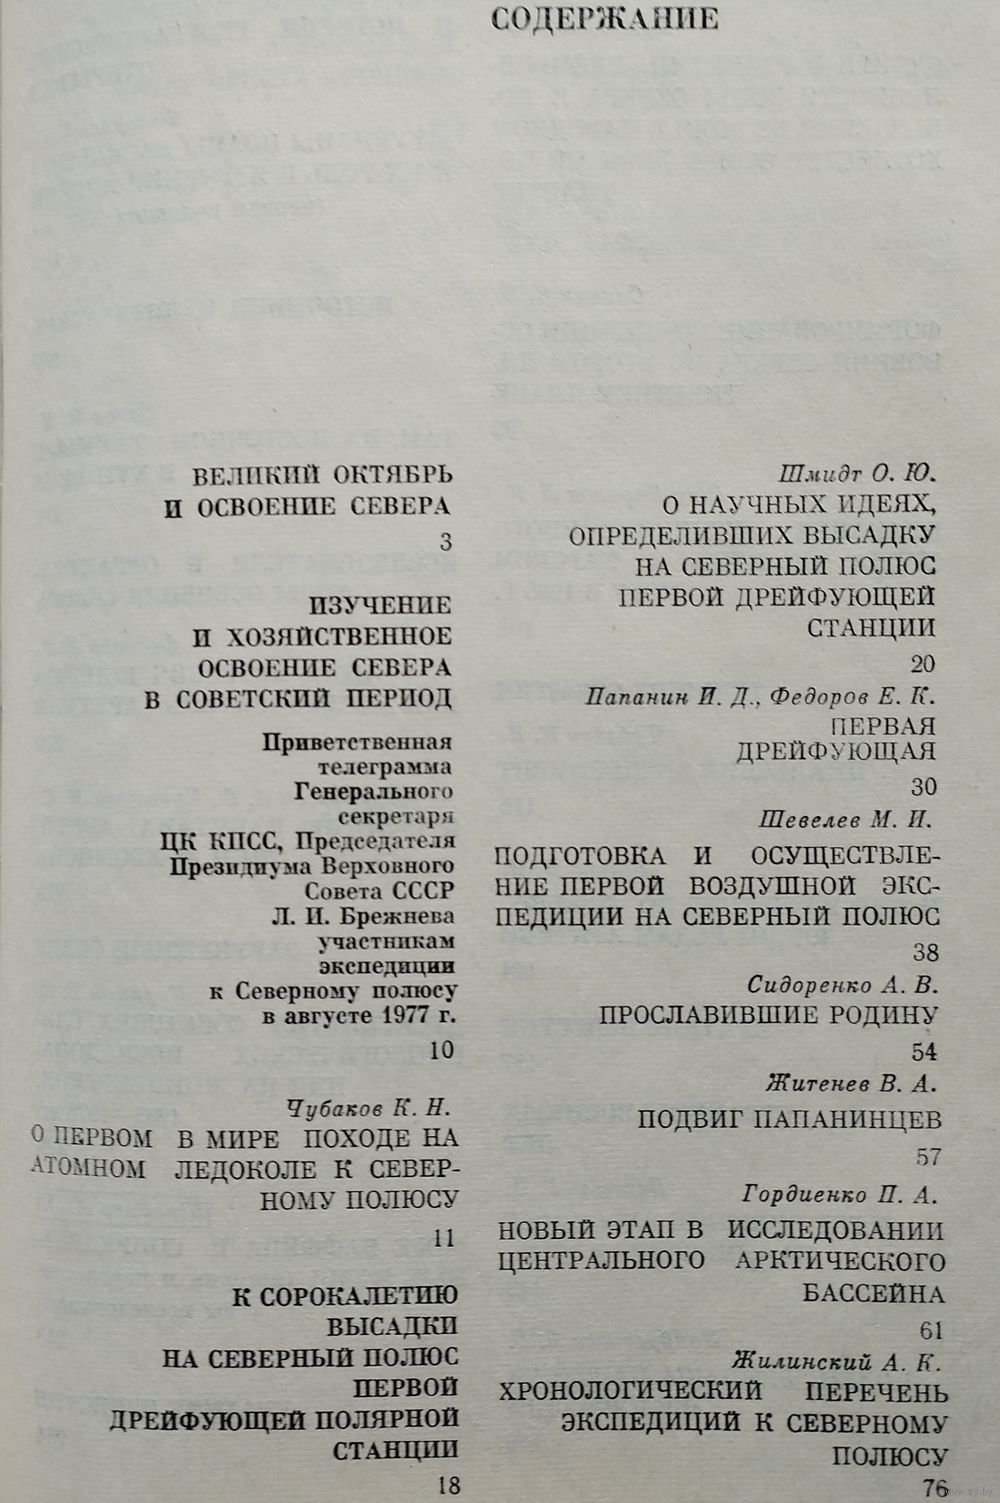 СОДЕРЖАНИЕ
ВЕЛИКИЙ ОКТЯБРЬ
И ОСВОЕНИЕ СЕВЕРА
3
ИЗУЧЕНИЕ
И ХОЗЯЙСТВЕННОЕ
ОСВОЕНИЕ СЕВЕРА
В СОВЕТСКИЙ ПЕРИОД
Приветственная
телеграмма
Генерального
секретаря
ЦК КПСС, Председателя
Президиума Верховного
Совета СССР
Л. И. Брежнева
участникам
экспедиции
к Северному полюсу
в августе 1977 г.
10
Чубаков К. Н.
О ПЕРВОМ В МИРЕ ПОХОДЕ НА
АТОМНОМ ЛЕДОКОЛЕ К СЕВЕР-
НОМУ ПОЛЮСУ
11
К СОРОКАЛЕТИЮ
ВЫСАДКИ
НА СЕВЕРНЫЙ ПОЛЮС
ПЕРВОЙ
ДРЕЙФУЮЩЕЙ ПОЛЯРНОЙ
СТАНЦИИ
18
Шмидт О. Ю.
О НАУЧНЫХ ИДЕЯХ,
ОПРЕДЕЛИВШИХ ВЫСАДКУ
НА СЕВЕРНЫЙ ПОЛЮС
ПЕРВОЙ ДРЕЙФУЮЩЕЙ
СТАНЦИИ
20
Папанин И. Д., Федоров Е. К.
ПЕРВАЯ
ДРЕЙФУЮЩАЯ
30
Шевелев М. И.
ПОДГОТОВКА И ОСУЩЕСТВЛЕ-
НИЕ ПЕРВОЙ ВОЗДУШНОЙ ЭКС-
ПЕДИЦИИ НА СЕВЕРНЫЙ ПОЛЮС
38
Сидоренко А. В.
ПРОСЛАВИВШИЕ РОДИНУ
54
Житенев В. А.
ПОДВИГ ПАПАНИНЦЕВ
57
Гордиенко П. А.
НОВЫЙ ЭТАП В ИССЛЕДОВАНИИ
ЦЕНТРАЛЬНОГО АРКТИЧЕСКОГО
БАССЕЙНА
61
Жилинский А. К.
ХРОНОЛОГИЧЕСКИЙ ПЕРЕЧЕНЬ
ЭКСПЕДИЦИЙ К СЕВЕРНОМУ
ПОЛЮСУ
76
www.ay.by